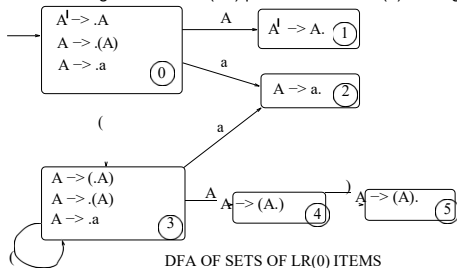 A' −> .A
A −> .(A)
A −> .a
0
A
A' −> A.
1
a
A −> a.
2
(
a
A −> (.A)
A −> .(A)
A −> .a
3
A
A −> (A.)
4
)
A −> (A).
5
(
DFA OF SETS OF LR(0) ITEMS